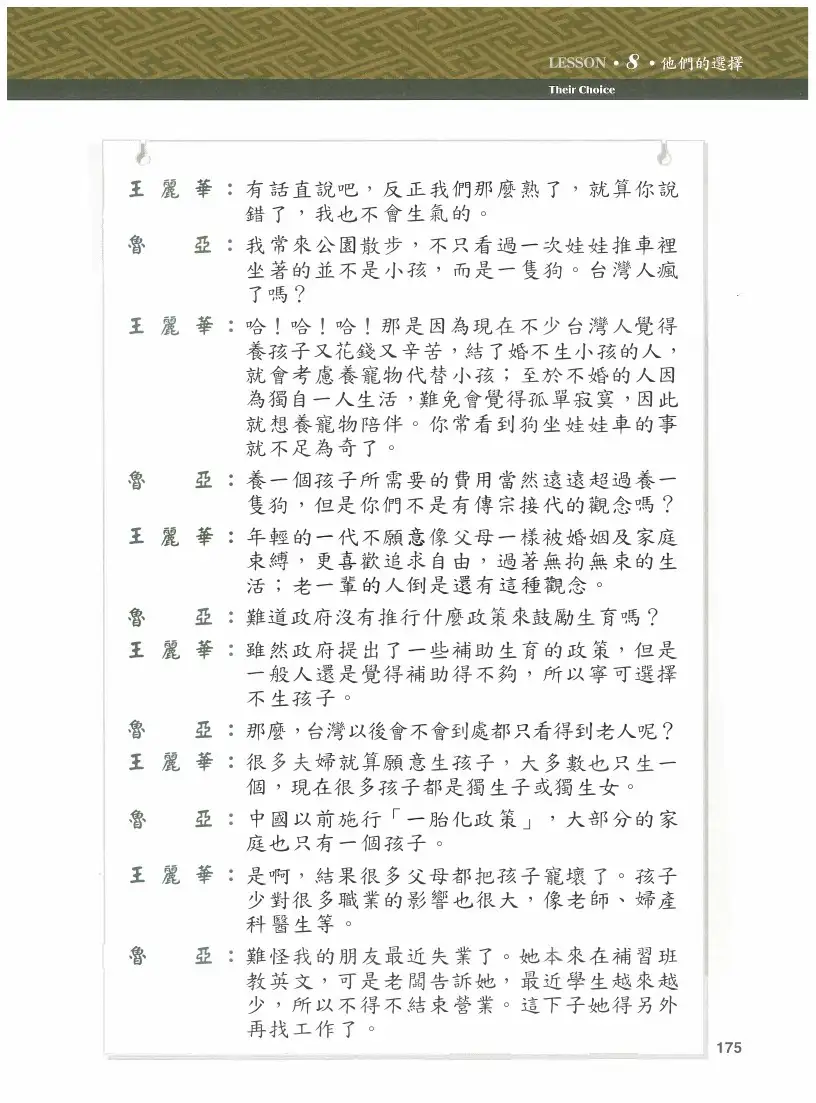 LESSON • 8 • 他們的選擇
Their Choice
王麗華：有話直說吧，反正我們那麼熟了，就算你說
錯了，我也不會生氣的。
魯亞：我常來公園散步，不只看過一次娃娃推車裡
坐著的並不是小孩，而是一隻狗。台灣人瘋
了嗎？
王麗華：哈！哈！哈！那是因為現在不少台灣人覺得
養孩子又花錢又辛苦，結了婚不生小孩的人，
就會考慮養寵物代替小孩；至於不婚的人因
為獨自一人生活，難免會覺得孤單寂寞，因此
就想養寵物陪伴。你常看到狗坐娃娃車的事
就不足為奇了。
魯亞：養一個孩子所需要的費用當然遠遠超過養一
隻狗，但是你們不是有傳宗接代的觀念嗎？
王麗華：年輕的一代不願意像父母一樣被婚姻及家庭
束縛，更喜歡追求自由，過著無拘無束的生
活；老一輩的人倒是還有這種觀念。
魯亞：難道政府沒有推行什麼政策來鼓勵生育嗎？
王麗華：雖然政府提出了一些補助生育的政策，但是
一般人還是覺得補助得不夠，所以寧可選擇
不生孩子。
魯亞：那麼，台灣以後會不會到處都只看得到老人呢？
王麗華：很多夫婦就算願意生孩子，大多數也只生一
個，現在很多孩子都是獨生子或獨生女。
魯亞：中國以前施行「一胎化政策」，大部分的家
庭也只有一個孩子。
王麗華：是啊，結果很多父母都把孩子寵壞了。孩子
少對很多職業的影響也很大，像老師、婦產
科醫生等。
魯亞：難怪我的朋友最近失業了。她本來在補習班
教英文，可是老闆告訴她，最近學生越來越
少，所以不得不結束營業。這下子她得另外
再找工作了。
175